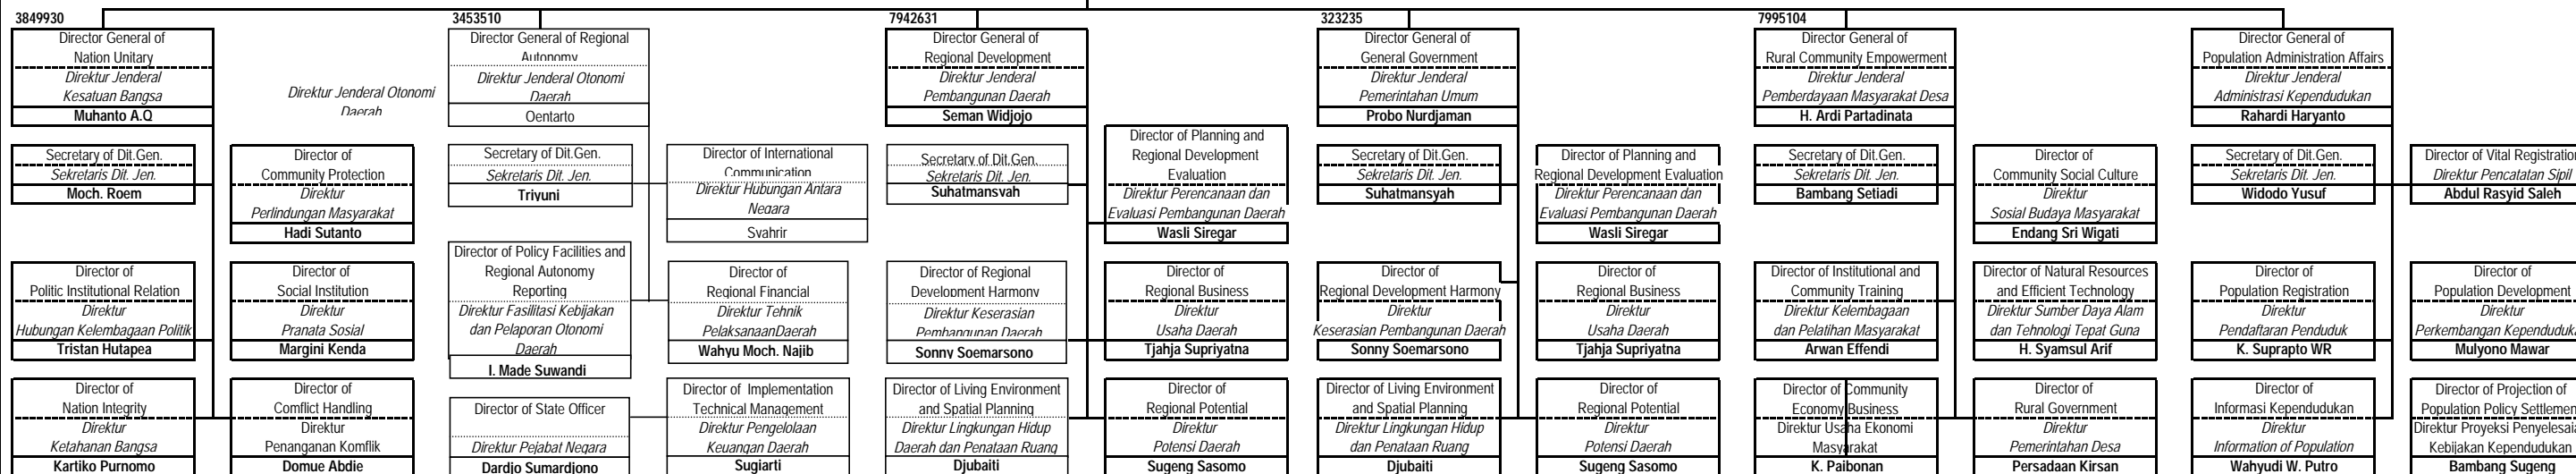 3849930
Director General of
Nation Unitary
Direktur Jenderal
Kesatuan Bangsa
Muhanto A.Q
Secretary of Dit.Gen.
Sekretaris Dit. Jen.
Moch. Roem
Director of
Community Protection
Direktur
Perlindungan Masyarakat
Hadi Sutanto
Director of
Politic Institutional Relation
Direktur
Hubungan Kelembagaan Politik
Tristan Hutapea
Director of
Social Institution
Direktur
Pranata Sosial
Margini Kenda
Director of
Nation Integrity
Direktur
Ketahanan Bangsa
Kartiko Purnomo
Director of
Comflict Handling
Direktur
Penanganan Komflik
Domue Abdie
Direktur Jenderal Otonomi
Daerah
3453510
Director General of Regional
Autonomy
Direktur Jenderal Otonomi
Daerah
Oentarto
Secretary of Dit.Gen.
Sekretaris Dit. Jen.
Triyuni
Director of International
Communication
Direktur Hubungan Antara
Negara
Syahrir
Director of Policy Facilities and
Regional Autonomy
Reporting
Direktur Fasilitasi Kebijakan
dan Pelaporan Otonomi
Daerah
I. Made Suwandi
Director of
Regional Financial
Direktur Tehnik
PelaksanaanDaerah
Wahyu Moch. Najib
Director of State Officer
Direktur Pejabat Negara
Dardjo Sumardjono
Director of Implementation
Technical Management
Direktur Pengelolaan
Keuangan Daerah
Sugiarti
7942631
Director General of
Regional Development
Direktur Jenderal
Pembangunan Daerah
Seman Widjojo
Secretary of Dit.Gen.
Sekretaris Dit. Jen.
Suhatmansyah
Director of Planning and
Regional Development
Evaluation
Direktur Perencanaan dan
Evaluasi Pembangunan Daerah
Wasli Siregar
Director of Regional
Development Harmony
Direktur Keserasian
Pembangunan Daerah
Sonny Soemarsono
Director of
Regional Business
Direktur
Usaha Daerah
Tjahja Supriyatna
Director of Living Environment
and Spatial Planning
Direktur Lingkungan Hidup
Daerah dan Penataan Ruang
Djubaiti
Director of
Regional Potential
Direktur
Potensi Daerah
Sugeng Sasomo
323235
Director General of
General Government
Direktur Jenderal
Pemerintahan Umum
Probo Nurdjaman
Secretary of Dit.Gen.
Sekretaris Dit. Jen.
Suhatmansyah
Director of Planning and
Regional Development Evaluation
Direktur Perencanaan dan
Evaluasi Pembangunan Daerah
Wasli Siregar
Director of
Regional Development Harmony
Direktur
Keserasian Pembangunan Daerah
Sonny Soemarsono
Director of
Regional Business
Direktur
Usaha Daerah
Tjahja Supriyatna
Director of Living Environment
and Spatial Planning
Direktur Lingkungan Hidup
dan Penataan Ruang
Djubaiti
Director of
Regional Potential
Direktur
Potensi Daerah
Sugeng Sasomo
7995104
Director General of
Rural Community Empowerment
Direktur Jenderal
Pemberdayaan Masyarakat Desa
H. Ardi Partadinata
Secretary of Dit.Gen.
Sekretaris Dit. Jen.
Bambang Setiadi
Director of
Community Social Culture
Direktur
Sosial Budaya Masyarakat
Endang Sri Wigati
Director of Institutional and
Community Training
Direktur Kelembagaan
dan Pelatihan Masyarakat
Arwan Effendi
Director of Natural Resources
and Efficient Technology
Direktur Sumber Daya Alam
dan Tehnologi Tepat Guna
H. Syamsul Arif
Director of Community
Economy Business
Direktur Usaha Ekonomi
Masyarakat
K. Paibonan
Director of
Rural Government
Direktur
Pemerintahan Desa
Persadaan Kirsan
Director General of
Population Administration Affairs
Direktur Jenderal
Administrasi Kependudukan
Rahardi Haryanto
Secretary of Dit.Gen.
Sekretaris Dit. Jen.
Widodo Yusuf
Director of Vital Registration
Direktur Pencatatan Sipil
Abdul Rasyid Saleh
Director of
Population Registration
Direktur
Pendaftaran Penduduk
K. Suprapto WR
Director of
Population Development
Direktur
Perkembangan Kependuduka
Mulyono Mawar
Director of
Informasi Kependudukan
Direktur
Information of Population
Wahyudi W. Putro
Director of Projection of
Population Policy Settlemen
Direktur Proyeksi Penyelesaia
Kebijakan Kependudukan
Bambang Sugeng